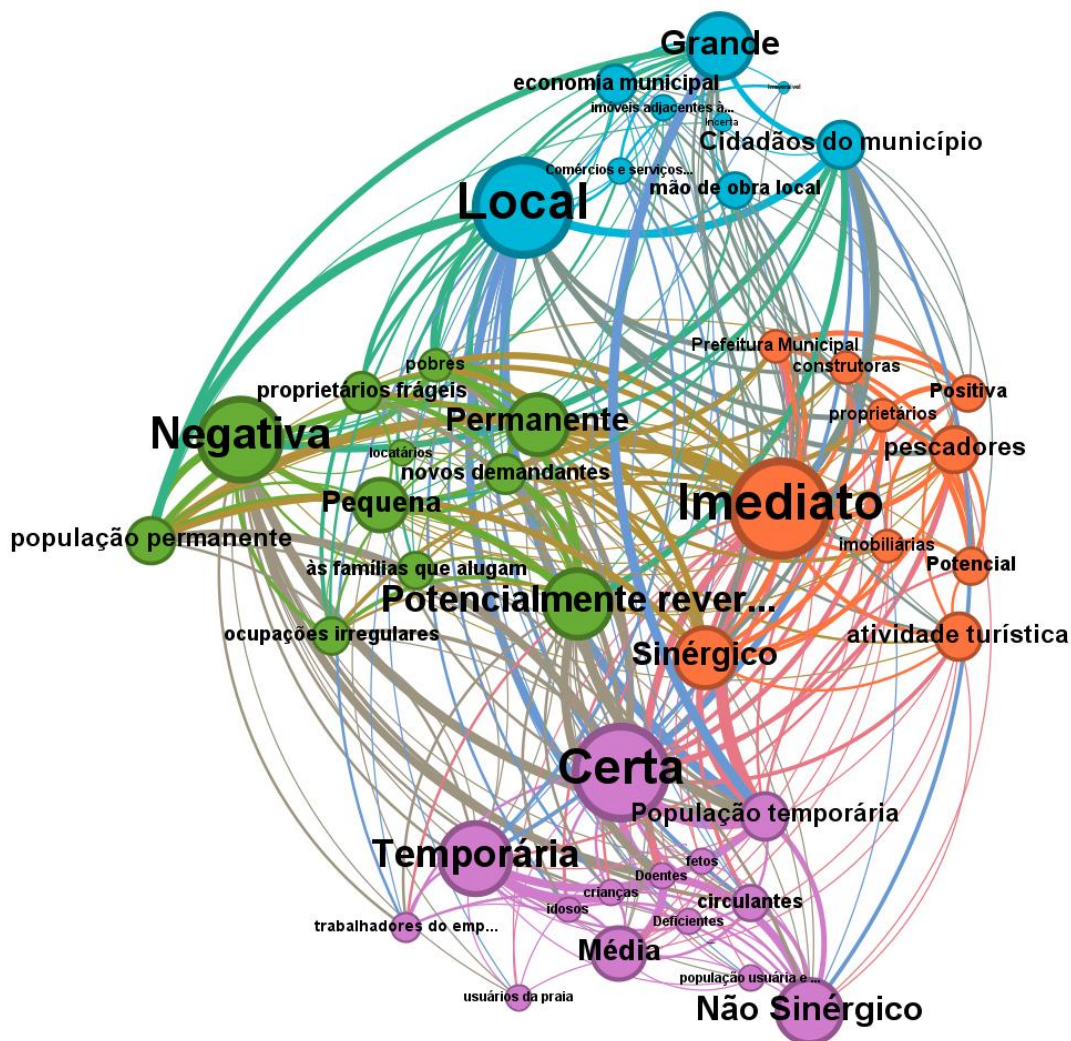 Grande
economia municipal
Irreversível
imóveis adjacentes à...
Incerta
Cidadãos do município
Comércios e serviços...
mão de obra local
Local
Prefeitura Municipal
pobres
construtoras
proprietários frágeis
Positiva
proprietários
Permanente
Negativa
pescadores
locatários
novos demandantes
Pequena
Imediato
população permanente
imobiliárias
Potencial
às famílias que alugam
Potencialmente rever...
ocupações irregulares
atividade turística
Sinérgico
Certa
População temporária
Temporária
fetos
Doentes
crianças
circulantes
idosos
Deficientes
trabalhadores do emp...
Média
população usuária e ...
usuários da praia
Não Sinérgico